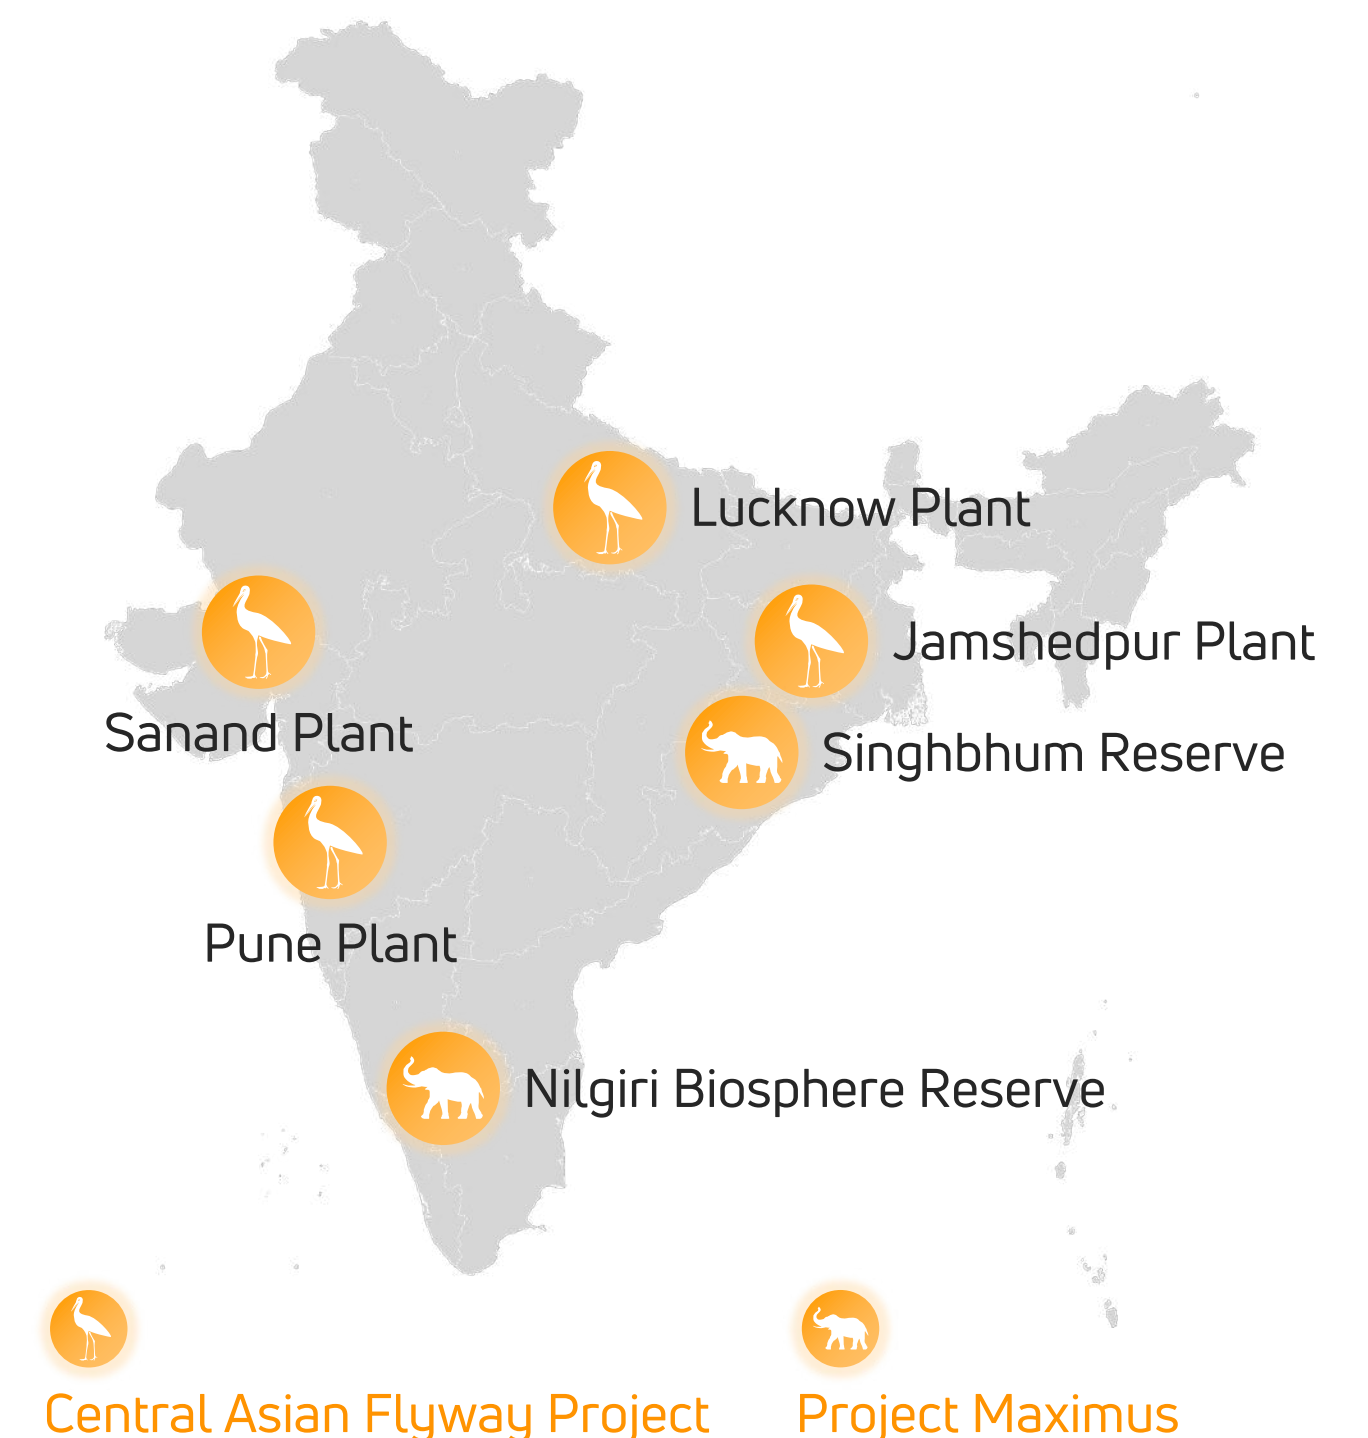 Lucknow Plant
Jamshedpur Plant
Sanand Plant
Singhbhum Reserve
Pune Plant
Nilgiri Biosphere Reserve
Central Asian Flyway Project
Project Maximus